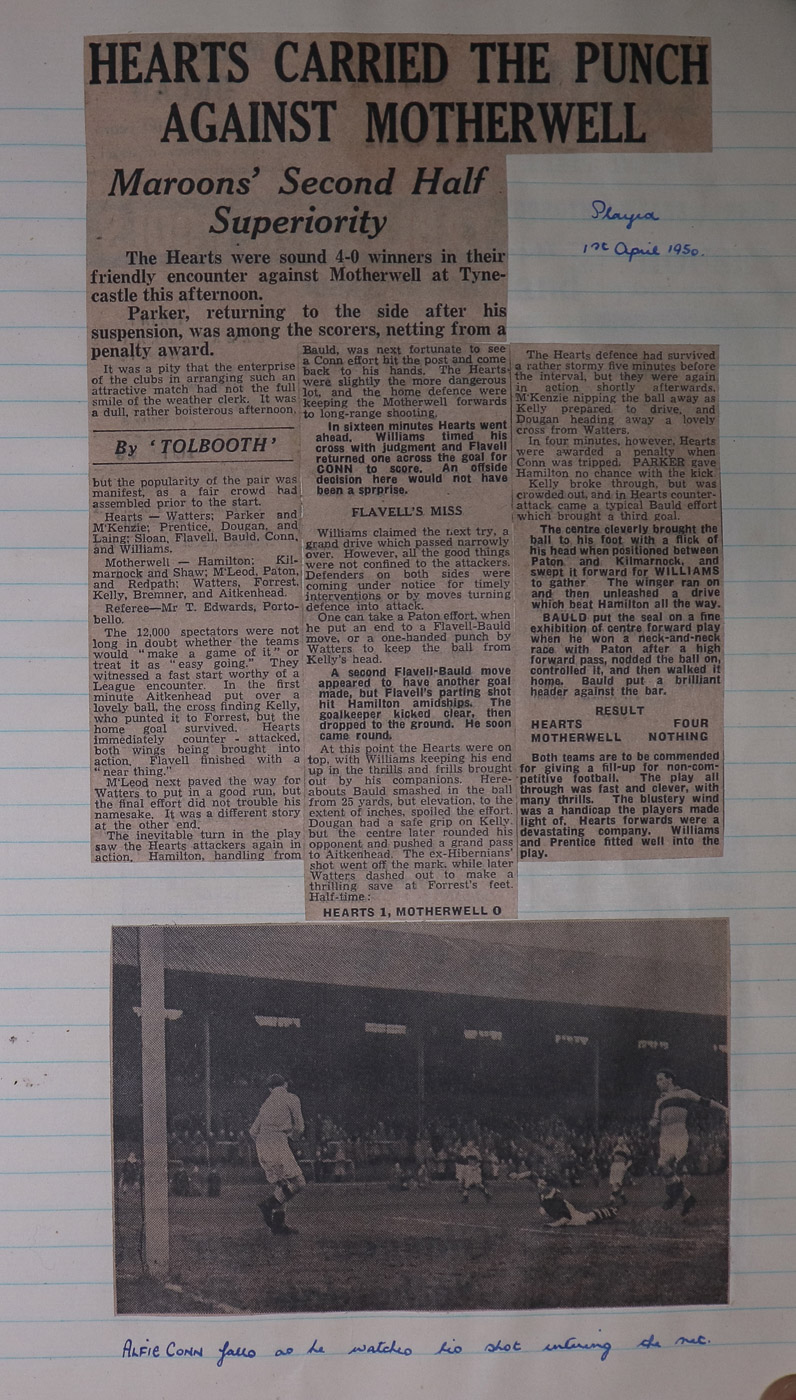 HEARTS CARRIED THE PUNCH
AGAINST MOTHERWELL
Maroons' Second Half
Superiority
Played
1st April 1950.
The Hearts were sound 4-0 winners in their
friendly encounter against Motherwell at Tyne-
castle this afternoon.
Parker, returning to the side after his
suspension, was among the scorers, netting from a
penalty award.
It was a pity that the enterprise
of the clubs in arranging such an
attractive match had not the full
smile of the weather clerk. It was
a dull, rather boisterous afternoon,
By 'TOLBOOTH'
but the popularity of the pair was
manifest, as a fair crowd had
assembled prior to the start.
Hearts — Watters; Parker and
M'Kenzie; Prentice, Dougan, and
Laing; Sloan, Flavell, Bauld, Conn,
and Williams.
Motherwell — Hamilton; Kil-
marnock and Shaw; M'Leod, Paton,
and Redpath; Watters, Forrest,
Kelly, Bremner, and Aitkenhead.
Referee—Mr T. Edwards, Porto-
bello.
The 12,000 spectators were not
long in doubt whether the teams
would "make a game of it" or
treat it as "easy going." They
witnessed a fast start worthy of a
League encounter. In the first
minute Aitkenhead put over a
lovely ball, the cross finding Kelly,
who punted it to Forrest, but the
home goal survived. Hearts
immediately counter-attacked,
both wings being brought into
action. Flavell finished with a
"near thing."
M'Leod next paved the way for
Watters to put in a good run, but
the final effort did not trouble his
namesake. It was a different story
at the other end.
The inevitable turn in the play
saw the Hearts attackers again in
action, Hamilton, handling from
Bauld, was next fortunate to see
a Conn effort hit the post and come
back to his hands. The Hearts
were slightly the more dangerous
lot, and the home defence were
keeping the Motherwell forwards
to long-range shooting.
In sixteen minutes Hearts went
ahead. Williams timed his
cross with judgment and Flavell
returned one across the goal for
CONN to score. An offside
decision here would not have
been a sprprise.
FLAVELL'S MISS
Williams claimed the next try, a
grand drive which passed narrowly
over. However, all the good things
were not confined to the attackers.
Defenders on both sides were
coming under notice for timely
interventions or by moves turning
defence into attack.
One can take a Paton effort, when
he put an end to a Flavell-Bauld
move, or a one-handed punch by
Watters to keep the ball from
Kelly's head.
A second Flavell-Bauld move
appeared to have another goal
made, but Flavell's parting shot
hit Hamilton amidships. The
goalkeeper kicked clear, then
dropped to the ground. He soon
came round.
At this point the Hearts were on
top, with Williams keeping his end
up in the thrills and frills brought
out by his companions. Here-
abouts Bauld smashed in the ball
from 25 yards, but elevation, to the
extent of inches, spoiled the effort.
Dougan had a safe grip on Kelly,
but the centre later rounded his
opponent and pushed a grand pass
to Aitkenhead. The ex-Hibernians'
shot went off the mark, while later
Watters dashed out to make a
thrilling save at Forrest's feet.
Half-time:
HEARTS 1, MOTHERWELL 0
The Hearts defence had survived
a rather stormy five minutes before
the interval, but they were again
in action shortly afterwards,
M'Kenzie nipping the ball away as
Kelly prepared to drive, and
Dougan heading away a lovely
cross from Watters.
In four minutes, however, Hearts
were awarded a penalty when
Conn was tripped. PARKER gave
Hamilton no chance with the kick.
Kelly broke through, but was
crowded out, and in Hearts counter-
attack came a typical Bauld effort
which brought a third goal.
The centre cleverly brought the
ball to his foot with a flick of
his head when positioned between
Paton and Kilmarnock, and
swept it forward for WILLIAMS
to gather The winger ran on
and then unleashed a drive
which beat Hamilton all the way.
BAULD put the seal on a fine
exhibition of centre forward play
when he won a neck-and-neck
race with Paton after a high
forward pass, nodded the ball on,
controlled it, and then walked it
home. Bauld put a brilliant
header against the bar.
RESULT
HEARTS FOUR
MOTHERWELL NOTHING
Both teams are to be commended
for giving a fill-up for non-com-
petitive football. The play all
through was fast and clever, with
many thrills. The blustery wind
was a handicap the players made
light of. Hearts forwards were a
devastating company. Williams
and Prentice fitted well into the
play.
ALFIE CONN falls as he watches his shot entering the net.